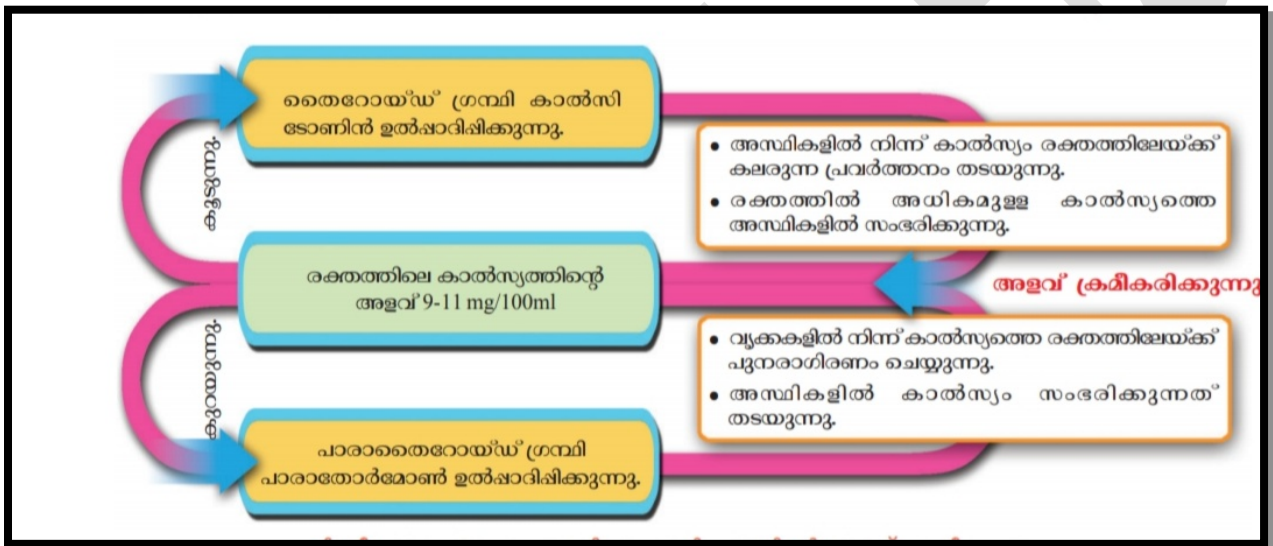 തൈറോയ്ഡ് ഗ്രന്ഥി കാൽസി
ടോണിൻ ഉൽപ്പാദിപ്പിക്കുന്നു.
കൂടുമ്പോൾ
• അസ്ഥികളിൽ നിന്ന് കാൽസ്യം രക്തത്തിലേയ്ക്ക്
കലരുന്ന പ്രവർത്തനം തടയുന്നു.
• രക്തത്തിൽ അധികമുള്ള കാൽസ്യത്തെ
അസ്ഥികളിൽ സംഭരിക്കുന്നു.
രക്തത്തിലെ കാൽസ്യത്തിന്റെ
അളവ് 9-11 mg/100ml
അളവ് ക്രമീകരിക്കുന്നു
കുറയുമ്പോൾ
• വൃക്കകളിൽ നിന്ന് കാൽസ്യത്തെ രക്തത്തിലേയ്ക്ക്
പുനരാഗിരണം ചെയ്യുന്നു.
• അസ്ഥികളിൽ കാൽസ്യം സംഭരിക്കുന്നത്
തടയുന്നു.
പാരാതൈറോയ്ഡ് ഗ്രന്ഥി
പാരാതോർമോൺ ഉൽപ്പാദിപ്പിക്കുന്നു.